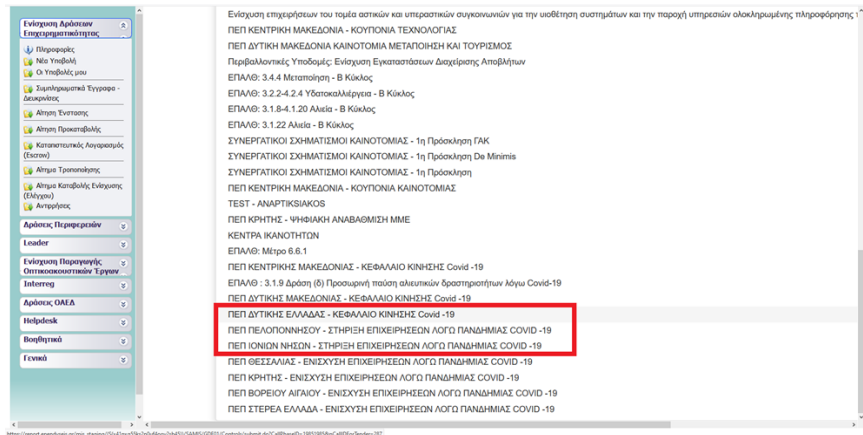 Ενίσχυση Δράσεων
Επιχειρηματικότητας
Πληροφορίες
Νέα Υποβολή
Οι Υποβολές μου
Συμπληρωματικά Έγγραφα -
Διευκρινίσεις
Αίτηση Ένστασης
Αίτηση Προκαταβολής
Καταπιστευτικός Λογαριασμός
(Escrow)
Αίτημα Τροποποίησης
Αίτημα Καταβολής Ενίσχυσης
(Ελέγχου)
Αντιρρήσεις
Δράσεις Περιφερειών
Leader
Ενίσχυση Παραγωγής
Οπτικοακουστικών Έργων
Interreg
Δράσεις ΟΑΕΔ
Helpdesk
Βοηθητικά
Γενικά
Ενίσχυση επιχειρήσεων του τομέα αστικών και υπεραστικών συγκοινωνιών για την υιοθέτηση συστημάτων και την παροχή υπηρεσιών ολοκληρωμένης πληροφόρησης
ΠΕΠ ΚΕΝΤΡΙΚΗ ΜΑΚΕΔΟΝΙΑ - ΚΟΥΠΟΝΙΑ ΤΕΧΝΟΛΟΓΙΑΣ
ΠΕΠ ΔΥΤΙΚΗ ΜΑΚΕΔΟΝΙΑ ΚΑΙΝΟΤΟΜΙΑ ΜΕΤΑΠΟΙΗΣΗ ΚΑΙ ΤΟΥΡΙΣΜΟΣ
Περιβαλλοντικές Υποδομές: Ενίσχυση Εγκαταστάσεων Διαχείρισης Αποβλήτων
ΕΠΑΛΘ: 3.4.4 Μεταποίηση - Β Κύκλος
ΕΠΑΛΘ: 3.2.2-4.2.4 Υδατοκαλλιέργεια - Β Κύκλος
ΕΠΑΛΘ: 3.1.8-4.1.20 Αλιεία - Β Κύκλος
ΕΠΑΛΘ: 3.1.22 Αλιεία - Β Κύκλος
ΣΥΝΕΡΓΑΤΙΚΟΙ ΣΧΗΜΑΤΙΣΜΟΙ ΚΑΙΝΟΤΟΜΙΑΣ - 1η Πρόσκληση ΓΑΚ
ΣΥΝΕΡΓΑΤΙΚΟΙ ΣΧΗΜΑΤΙΣΜΟΙ ΚΑΙΝΟΤΟΜΙΑΣ - 1η Πρόσκληση De Minimis
ΣΥΝΕΡΓΑΤΙΚΟΙ ΣΧΗΜΑΤΙΣΜΟΙ ΚΑΙΝΟΤΟΜΙΑΣ - 1η Πρόσκληση
ΠΕΠ ΚΕΝΤΡΙΚΗ ΜΑΚΕΔΟΝΙΑ - ΚΟΥΠΟΝΙΑ ΚΑΙΝΟΤΟΜΙΑΣ
TEST - ANAPTIKSIAKOS
ΠΕΠ ΚΡΗΤΗΣ - ΨΗΦΙΑΚΗ ΑΝΑΒΑΘΜΙΣΗ ΜΜΕ
ΚΕΝΤΡΑ ΙΚΑΝΟΤΗΤΩΝ
ΕΠΑΛΘ: Μέτρο 6.6.1
ΠΕΠ ΚΕΝΤΡΙΚΗΣ ΜΑΚΕΔΟΝΙΑΣ - ΚΕΦΑΛΑΙΟ ΚΙΝΗΣΗΣ Covid -19
ΕΠΑΛΘ : 3.1.9 Δράση (δ) Προσωρινή παύση αλιευτικών δραστηριοτήτων λόγω Covid-19
ΠΕΠ ΔΥΤΙΚΗΣ ΜΑΚΕΔΟΝΙΑΣ - ΚΕΦΑΛΑΙΟ ΚΙΝΗΣΗΣ Covid -19
ΠΕΠ ΔΥΤΙΚΗΣ ΕΛΛΑΔΑΣ - ΚΕΦΑΛΑΙΟ ΚΙΝΗΣΗΣ Covid -19
ΠΕΠ ΠΕΛΟΠΟΝΝΗΣΟΥ - ΣΤΗΡΙΞΗ ΕΠΙΧΕΙΡΗΣΕΩΝ ΛΟΓΩ ΠΑΝΔΗΜΙΑΣ COVID -19
ΠΕΠ ΙΟΝΙΩΝ ΝΗΣΩΝ - ΣΤΗΡΙΞΗ ΕΠΙΧΕΙΡΗΣΕΩΝ ΛΟΓΩ ΠΑΝΔΗΜΙΑΣ COVID -19
ΠΕΠ ΘΕΣΣΑΛΙΑΣ - ΕΝΙΣΧΥΣΗ ΕΠΙΧΕΙΡΗΣΕΩΝ ΛΟΓΩ ΠΑΝΔΗΜΙΑΣ COVID -19
ΠΕΠ ΚΡΗΤΗΣ - ΕΝΙΣΧΥΣΗ ΕΠΙΧΕΙΡΗΣΕΩΝ ΛΟΓΩ ΠΑΝΔΗΜΙΑΣ COVID -19
ΠΕΠ ΒΟΡΕΙΟΥ ΑΙΓΑΙΟΥ - ΕΝΙΣΧΥΣΗ ΕΠΙΧΕΙΡΗΣΕΩΝ ΛΟΓΩ ΠΑΝΔΗΜΙΑΣ COVID -19
ΠΕΠ ΣΤΕΡΕΑ ΕΛΛΑΔΑ - ΕΝΙΣΧΥΣΗ ΕΠΙΧΕΙΡΗΣΕΩΝ ΛΟΓΩ ΠΑΝΔΗΜΙΑΣ COVID -19